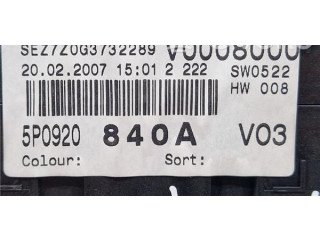 SEZ7Z0G3732289 V0008000
20.02.2007 15:01 2 222 SW0522
HW 008
5P0920 840A V03
Colour: Sort: